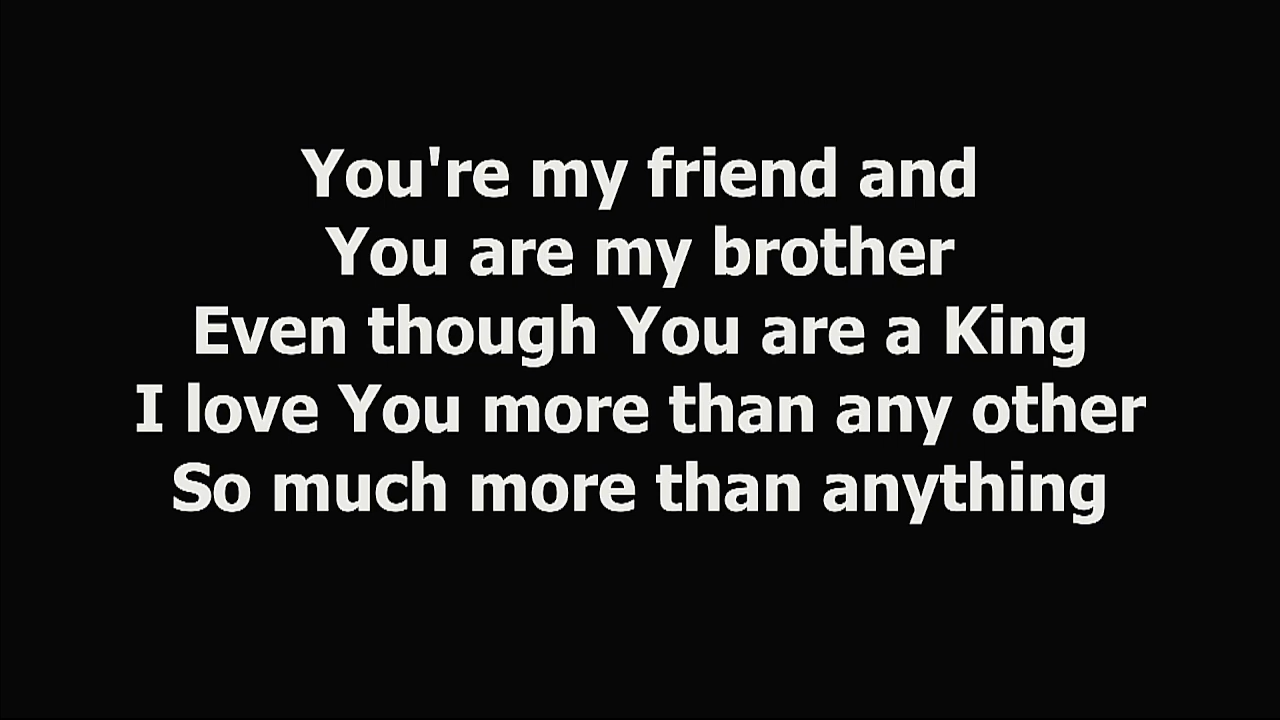 You're my friend and
You are my brother
Even though You are a King
I love You more than any other
So much more than anything